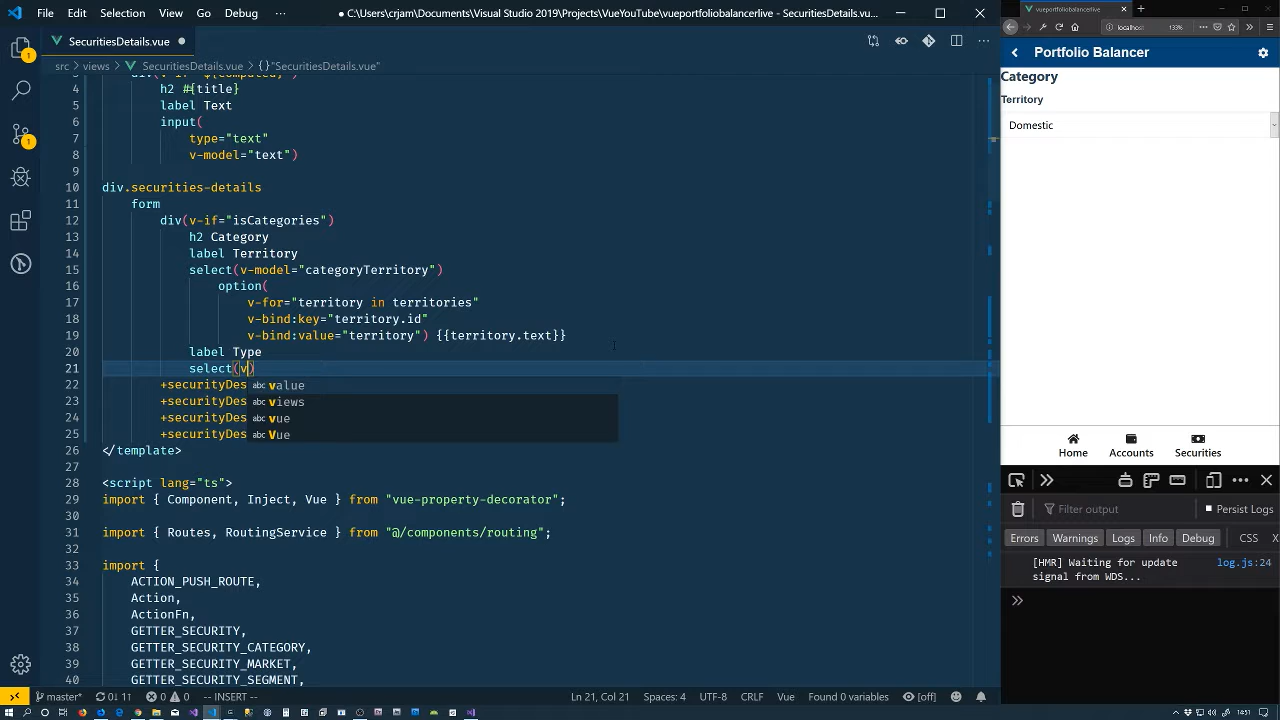 File Edit Selection View Go Debug ···
● C:\Users\crjam\Documents\Visual Studio 2019\Projects\VueYouTube\vueportfoliobalancerlive - SecuritiesDetails.vue...
SecuritiesDetails.vue ●
src > views > SecuritiesDetails.vue > {} "SecuritiesDetails.vue"
4 h2 #{title}
5 label Text
6 input(
7 type="text"
8 v-model="text")
9
10 div.securities-details
11 form
12 div(v-if="isCategories")
13 h2 Category
14 label Territory
15 select(v-model="categoryTerritory")
16 option(
17 v-for="territory in territories"
18 v-bind:key="territory.id"
19 v-bind:value="territory") {{territory.text}}
20 label Type
21 select(v)
22 +securityDes
abc value
23 +securityDes
abc views
24 +securityDes
abc vue
25 +securityDes
abc Vue
26 </template>
27
28 <script lang="ts">
29 import { Component, Inject, Vue } from "vue-property-decorator";
30
31 import { Routes, RoutingService } from "@/components/routing";
32
33 import {
34 ACTION_PUSH_ROUTE,
35 Action,
36 ActionFn,
37 GETTER_SECURITY,
38 GETTER_SECURITY_CATEGORY,
39 GETTER_SECURITY_MARKET,
40 GETTER_SECURITY_SEGMENT,
master* 0↓ 1↑ 0 0 -- INSERT --
Ln 21, Col 21 Spaces: 4 UTF-8 CRLF Vue Found 0 variables [off]
vueportfoliobalancerlive
localhost 133%
Portfolio Balancer
Category
Territory
Domestic
Home Accounts Securities
Filter output Persist Logs
Errors Warnings Logs Info Debug CSS X
[HMR] Waiting for update signal from WDS... log.js:24
14:51